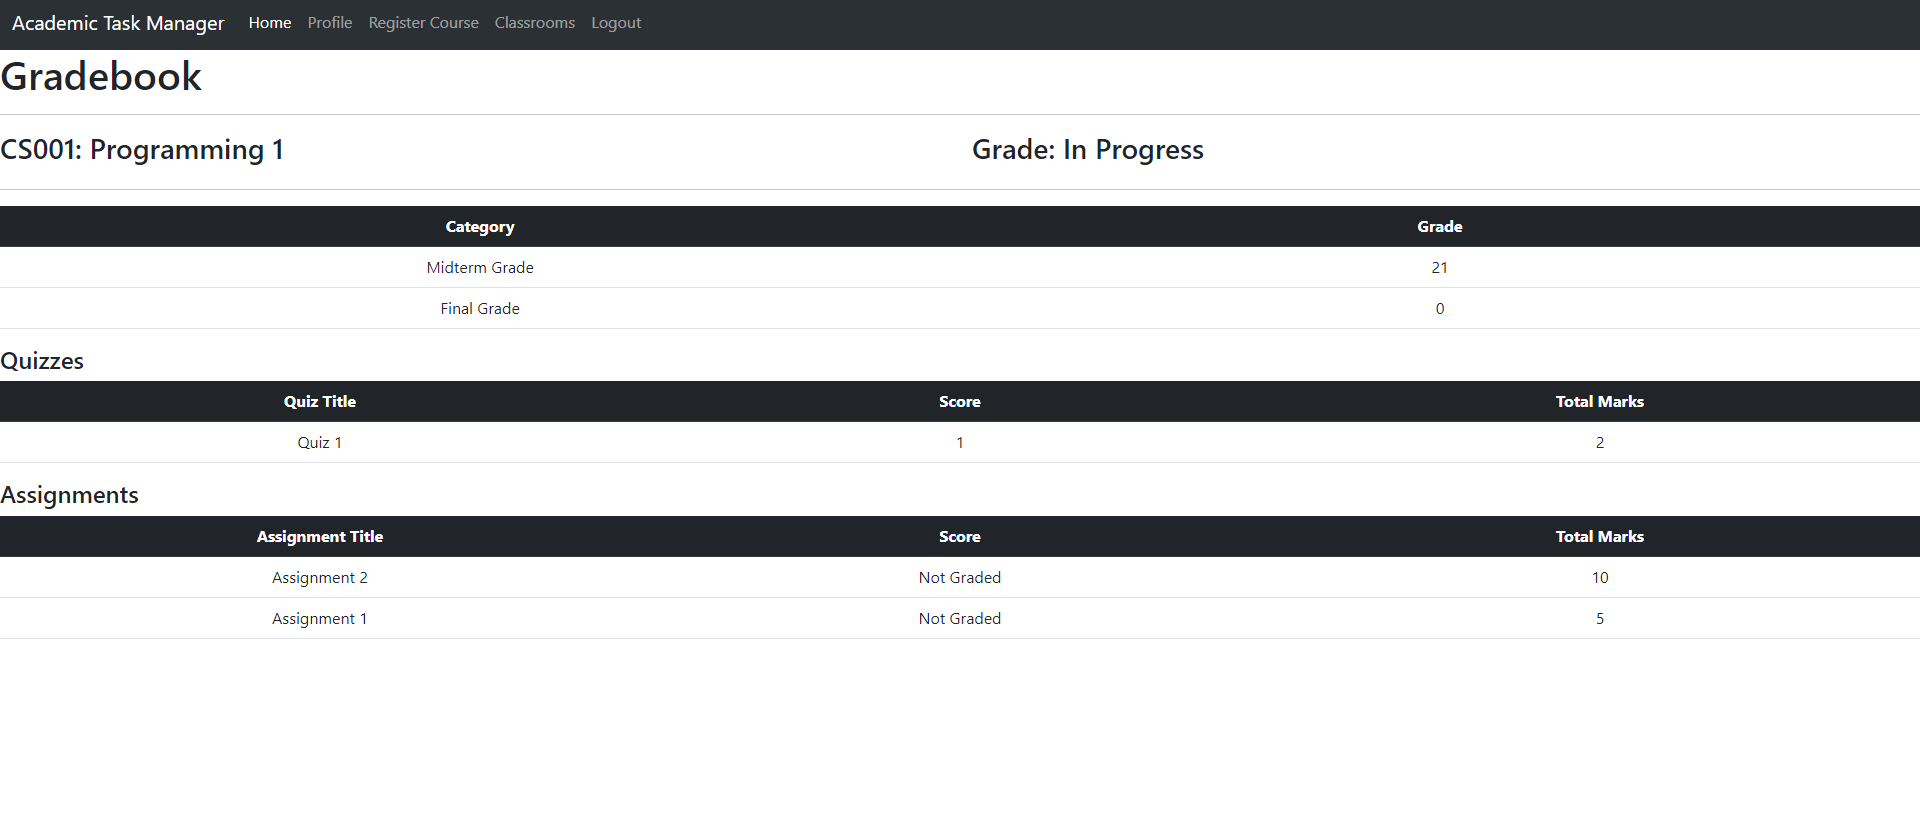 Academic Task Manager Home Profile Register Course Classrooms Logout
Gradebook
CS001: Programming 1 Grade: In Progress
Category Grade
Midterm Grade 21
Final Grade 0
Quizzes
Quiz Title Score Total Marks
Quiz 1 1 2
Assignments
Assignment Title Score Total Marks
Assignment 2 Not Graded 10
Assignment 1 Not Graded 5